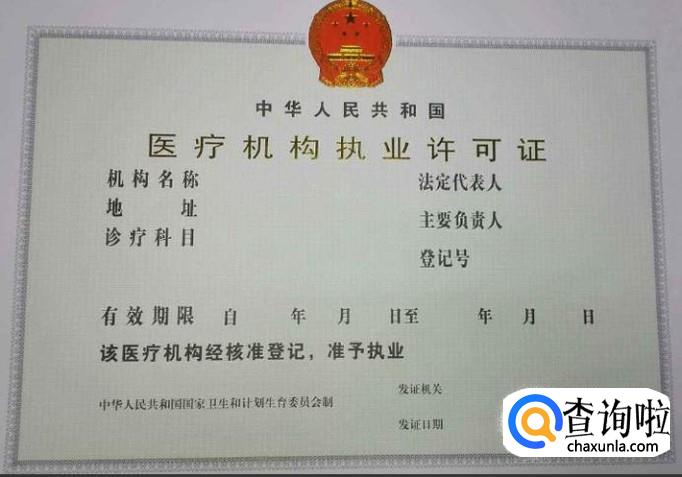 中华人民共和国
医疗机构执业许可证
机构名称 法定代表人
地 址 主要负责人
诊疗科目 登记号
有效期限 自 年 月 日至 年 月 日
该医疗机构经核准登记，准予执业
中华人民共和国国家卫生和计划生育委员会制
发证机关
发证日期
查询啦
chaxunla.com